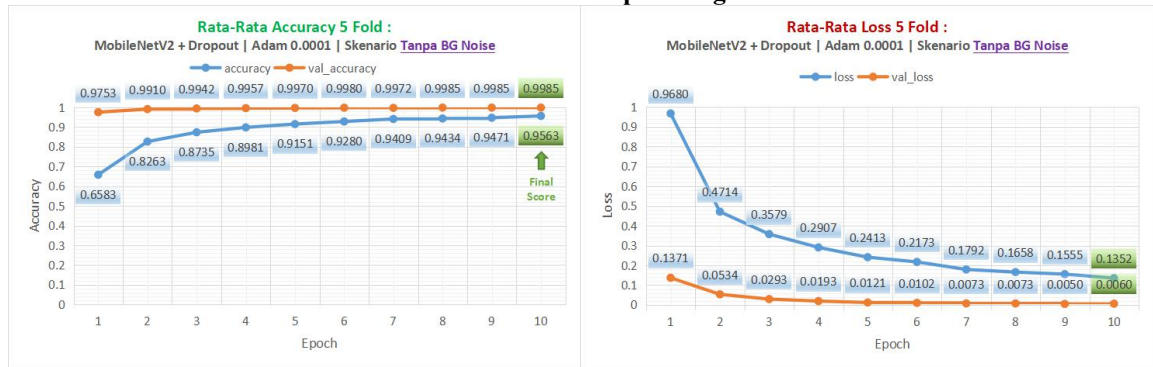 Rata-Rata Accuracy 5 Fold :
MobileNetV2 + Dropout | Adam 0.0001 | Skenario Tanpa BG Noise
accuracy val_accuracy
0.9753 0.9910 0.9942 0.9957 0.9970 0.9980 0.9972 0.9985 0.9985 0.9985
1
0.9
0.8
0.7
0.6
0.5
0.4
0.3
0.2
0.1
0
0.6583 0.8263 0.8735 0.8981 0.9151 0.9280 0.9409 0.9434 0.9471 0.9563
Final
Score
Accuracy
1 2 3 4 5 6 7 8 9 10
Epoch
Rata-Rata Loss 5 Fold :
MobileNetV2 + Dropout | Adam 0.0001 | Skenario Tanpa BG Noise
loss val_loss
0.9680 0.4714 0.3579 0.2907 0.2413 0.2173 0.1792 0.1658 0.1555 0.1352
1
0.9
0.8
0.7
0.6
0.5
0.4
0.3
0.2
0.1
0
0.1371 0.0534 0.0293 0.0193 0.0121 0.0102 0.0073 0.0073 0.0050 0.0060
Loss
1 2 3 4 5 6 7 8 9 10
Epoch